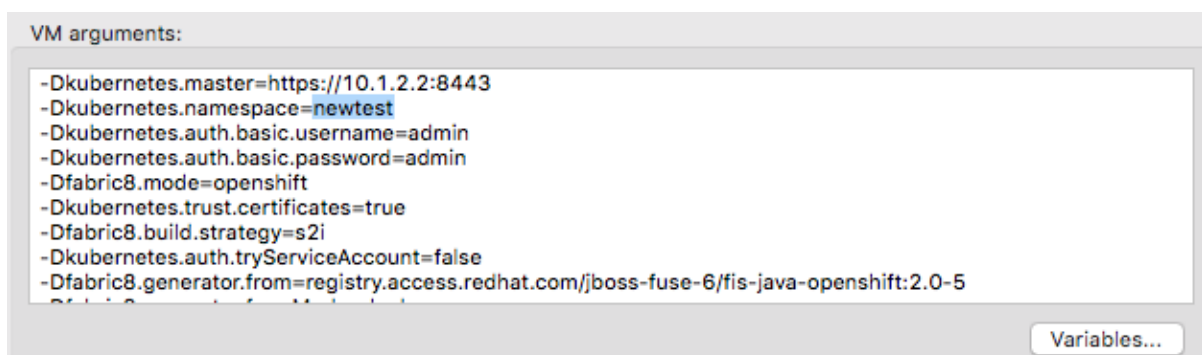 VM arguments:
-Dkubernetes.master=https://10.1.2.2:8443
-Dkubernetes.namespace=newtest
-Dkubernetes.auth.basic.username=admin
-Dkubernetes.auth.basic.password=admin
-Dfabric8.mode=openshift
-Dkubernetes.trust.certificates=true
-Dfabric8.build.strategy=s2i
-Dkubernetes.auth.tryServiceAccount=false
-Dfabric8.generator.from=registry.access.redhat.com/jboss-fuse-6/fis-java-openshift:2.0-5
Variables...